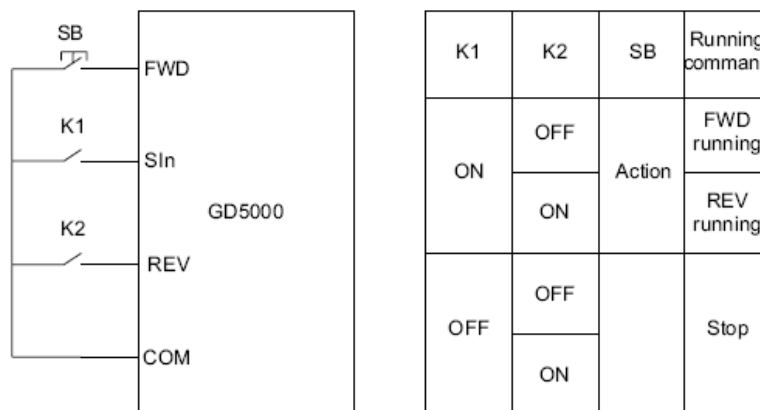 SB
FWD
K1
SIn
GD5000
K2
REV
COM
K1 K2 SB Running
comman
ON OFF Action FWD
running
ON REV
running
OFF OFF Stop
ON